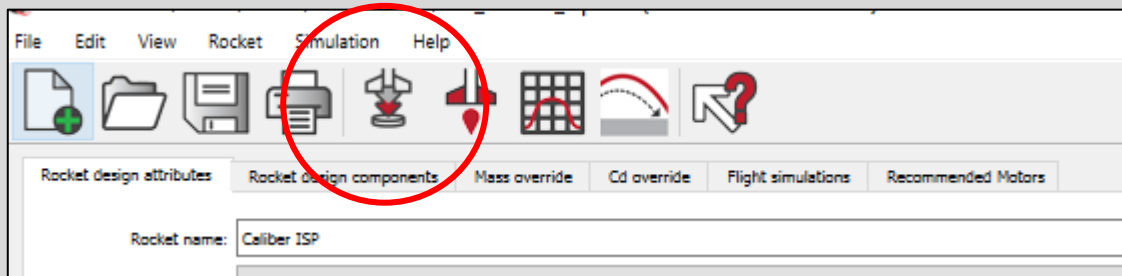 File Edit View Rocket Simulation Help
Rocket design attributes Rocket design components Mass override Cd override Flight simulations Recommended Motors
Rocket name: Caliber ISP